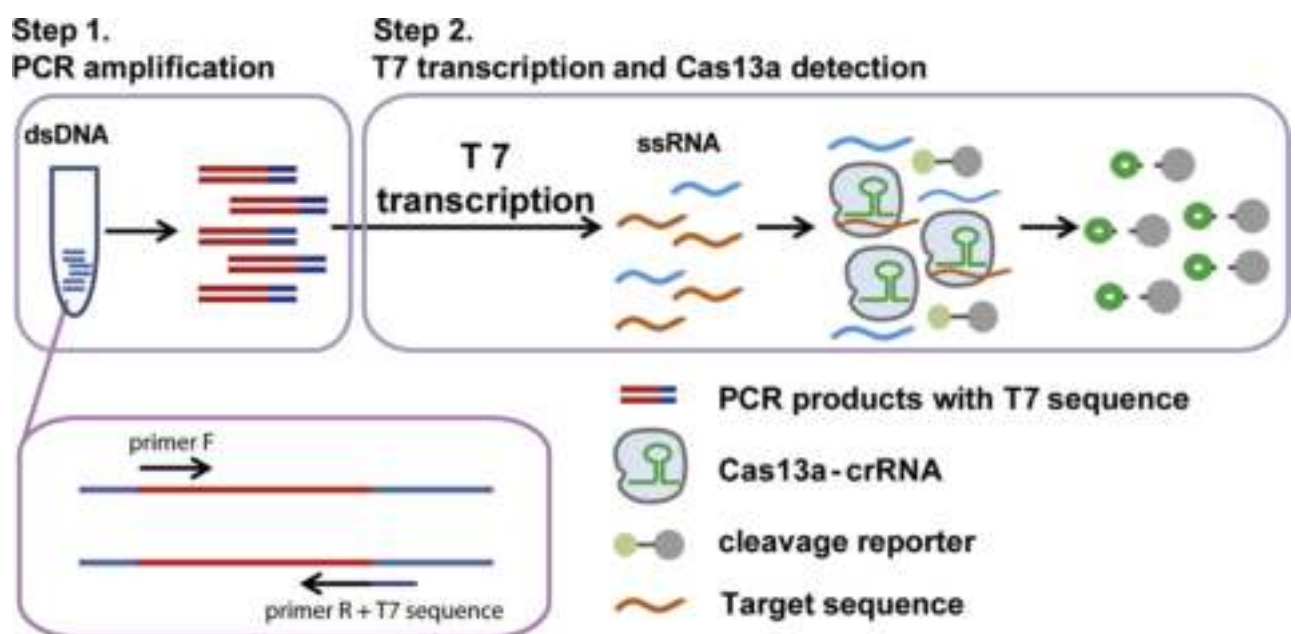 Step 1.
PCR amplification
Step 2.
T7 transcription and Cas13a detection
dsDNA
T 7
transcription
ssRNA
primer F
primer R + T7 sequence
PCR products with T7 sequence
Cas13a-crRNA
cleavage reporter
Target sequence